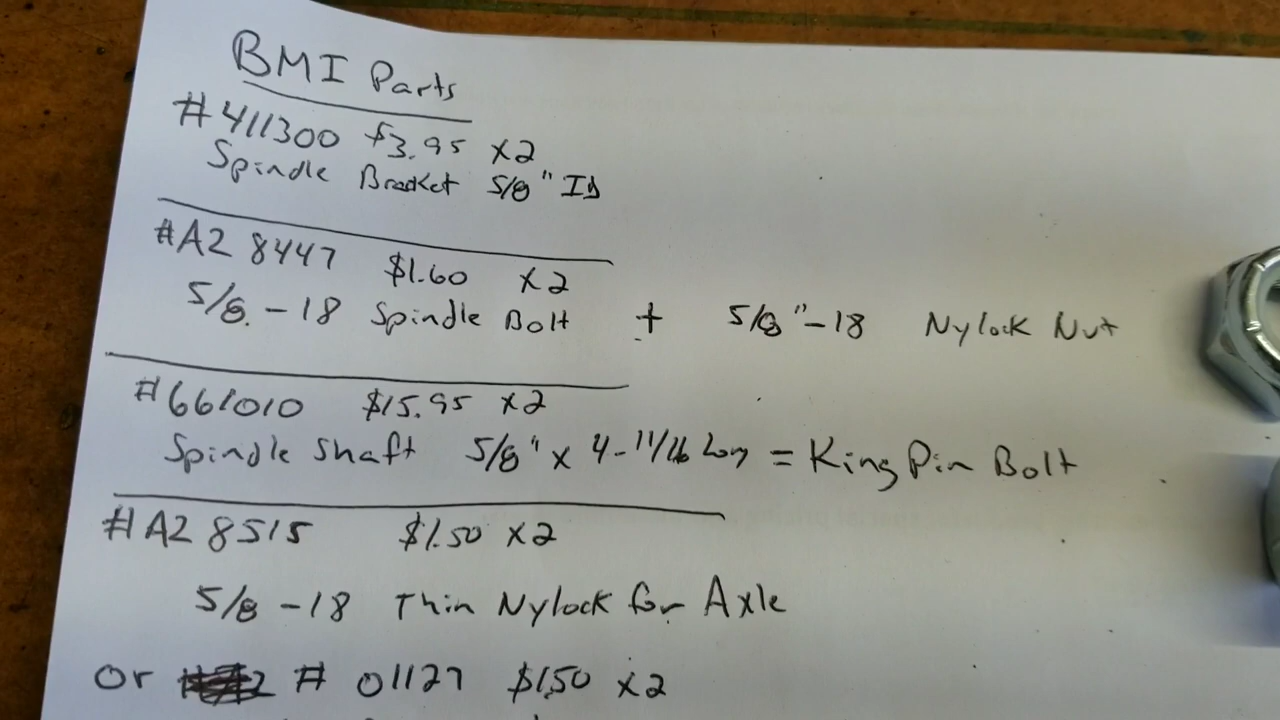 BMI Parts
#411300 $3.95 x2
Spindle Bracket 5/8" ID
#AZ 8447 $1.60 x2
5/8.-18 Spindle Bolt + 5/8"-18 Nylock Nut
#661010 $15.95 x2
Spindle Shaft 5/8" x 4-11/16 Long = King Pin Bolt
#AZ 8515 $1.50 x2
5/8-18 Thin Nylock for Axle
Or # 01127 $1.50 x2